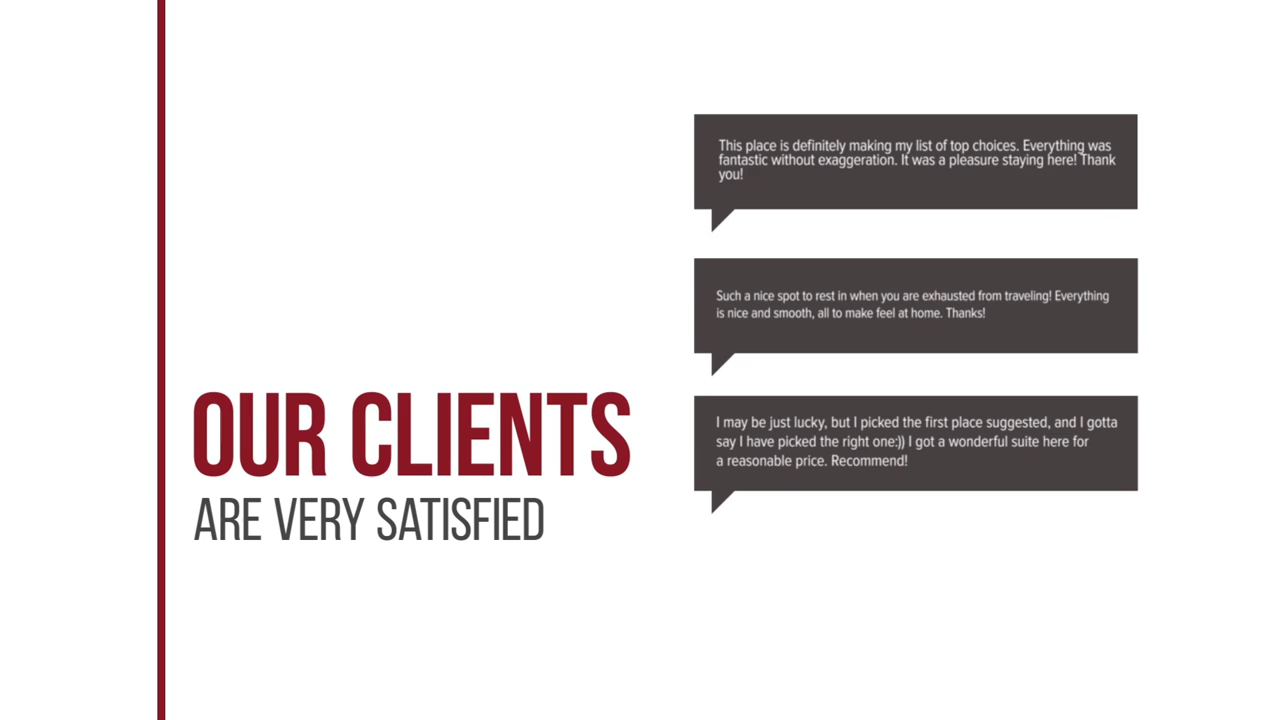 OUR CLIENTS
ARE VERY SATISFIED
This place is definitely making my list of top choices. Everything was
fantastic without exaggeration. It was a pleasure staying here! Thank
you!
Such a nice spot to rest in when you are exhausted from traveling! Everything
is nice and smooth, all to make feel at home. Thanks!
I may be just lucky, but I picked the first place suggested, and I gotta
say I have picked the right one:)) I got a wonderful suite here for
a reasonable price. Recommend!